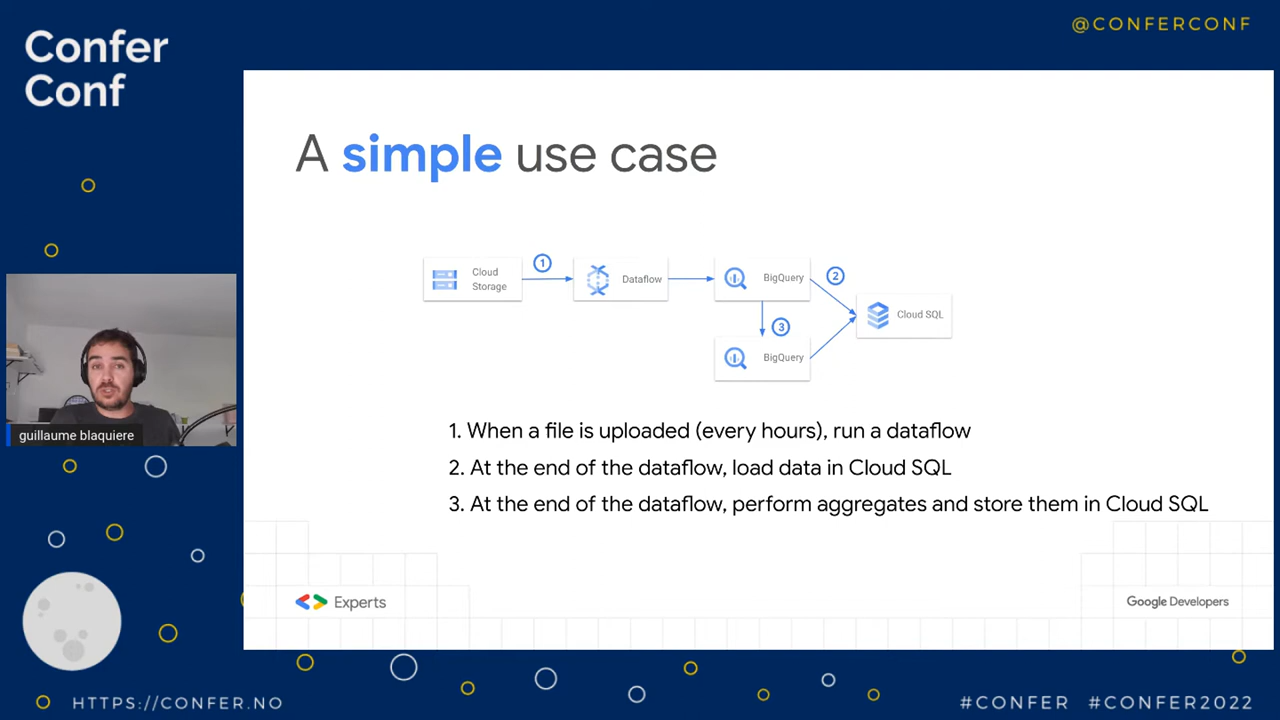 Confer
Conf
@CONFERCONF
A simple use case
Cloud
Storage
1
Dataflow
BigQuery
2
Cloud SQL
3
BigQuery
1. When a file is uploaded (every hours), run a dataflow
2. At the end of the dataflow, load data in Cloud SQL
3. At the end of the dataflow, perform aggregates and store them in Cloud SQL
guillaume blaquiere
Experts
Google Developers
HTTPS://CONFER.NO
#CONFER #CONFER2022